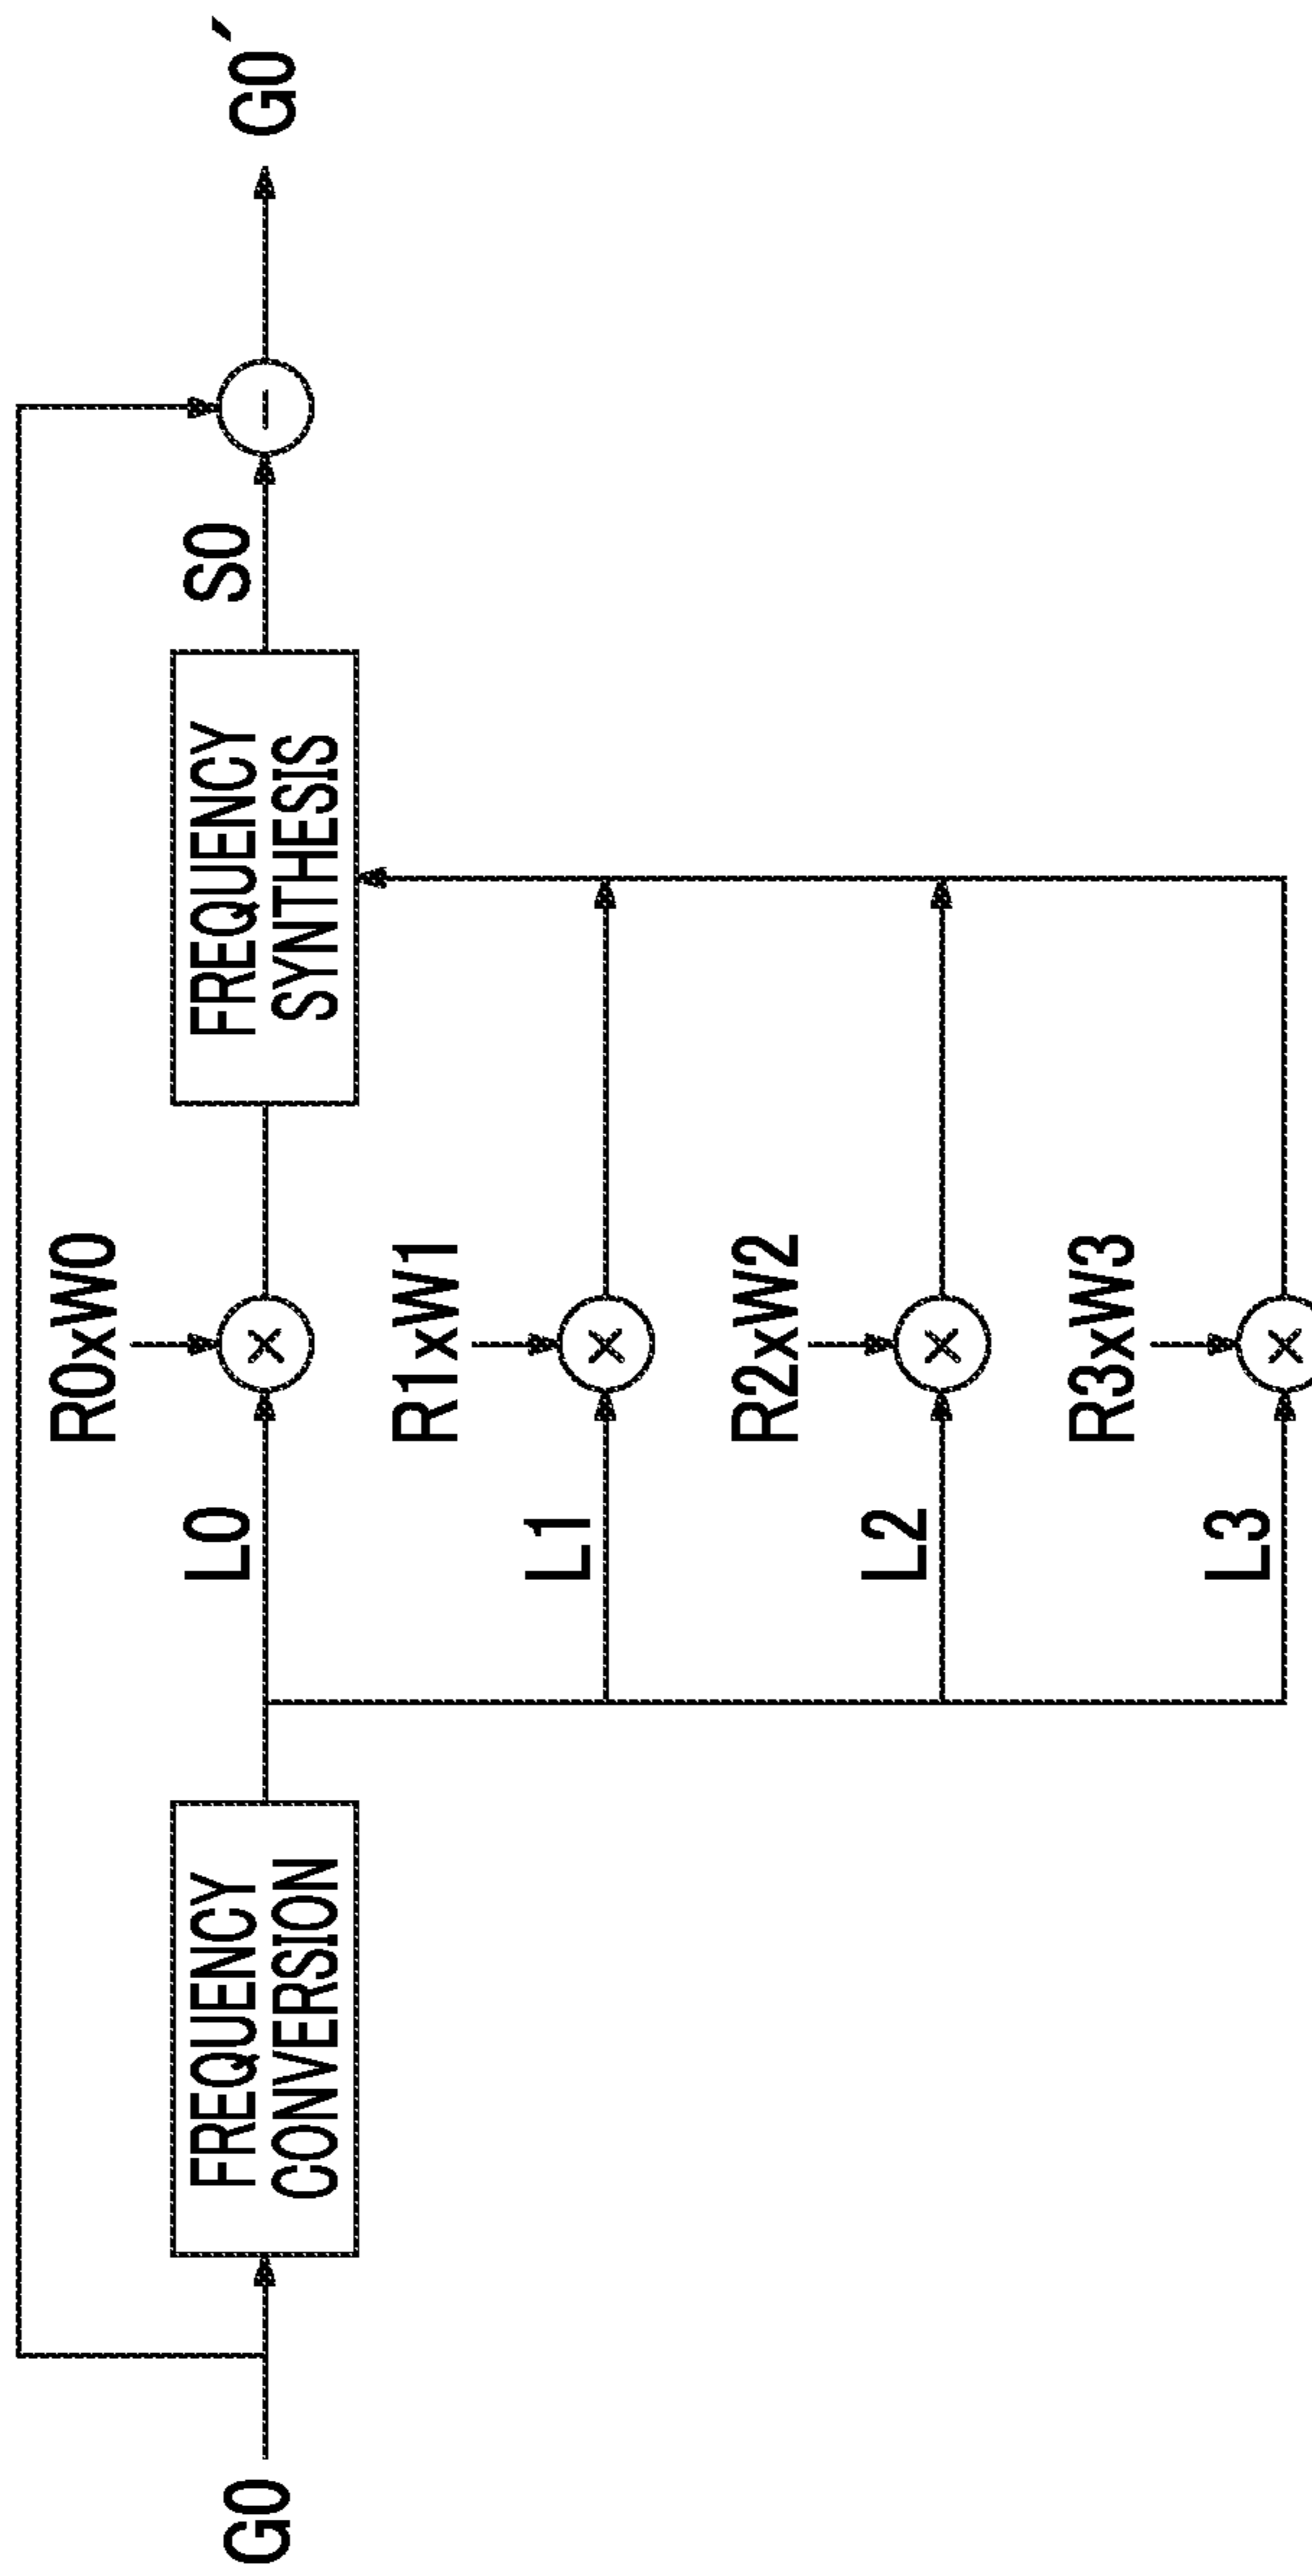 G0
FREQUENCY
CONVERSION
L0
R0xW0
FREQUENCY
SYNTHESIS
S0
−
G0´
×
L1
R1xW1
×
L2
R2xW2
×
L3
R3xW3
×